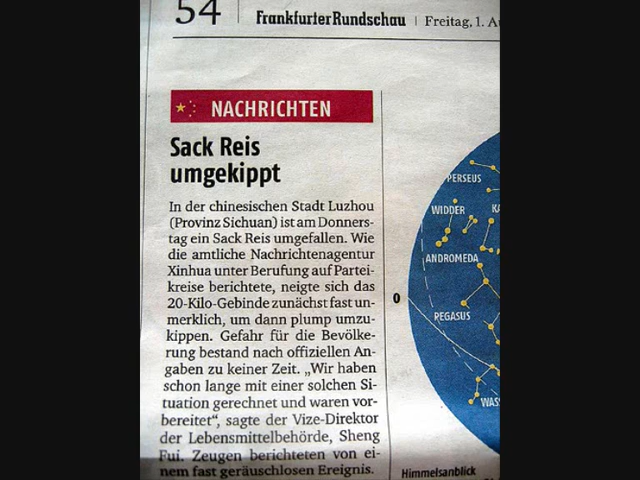 54
FrankfurterRundschau | Freitag, 1.
NACHRICHTEN
Sack Reis
umgekippt
In der chinesischen Stadt Luzhou
(Provinz Sichuan) ist am Donners-
tag ein Sack Reis umgefallen. Wie
die amtliche Nachrichtenagentur
Xinhua unter Berufung auf Partei-
kreise berichtete, neigte sich das
20-Kilo-Gebinde zunächst fast un-
merklich, um dann plump umzu-
kippen. Gefahr für die Bevölke-
rung bestand nach offiziellen An-
gaben zu keiner Zeit. „Wir haben
schon lange mit einer solchen Si-
tuation gerechnet und waren vor-
bereitet“, sagte der Vize-Direktor
der Lebensmittelbehörde, Sheng
Fui. Zeugen berichteten von ei-
nem fast geräuschlosen Ereignis.
PERSEUS
WIDDER
ANDROMEDA
0
PEGASUS
Himmelsanblick